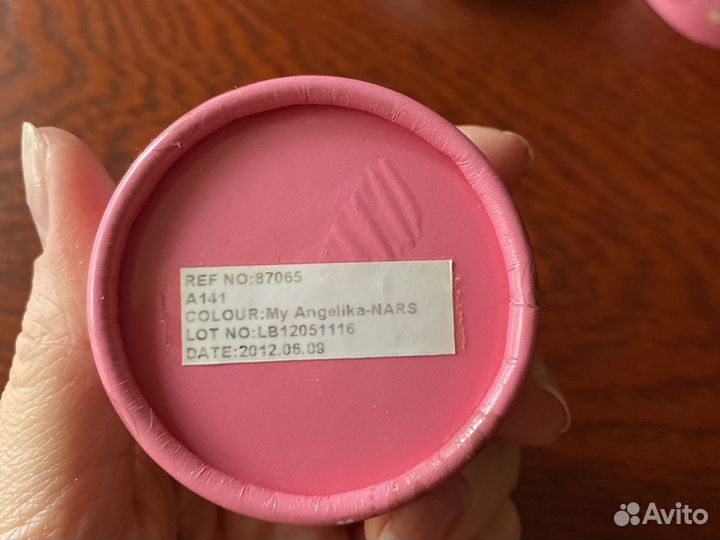 REF NO:87065
A141
COLOUR:My Angelika-NARS
LOT NO:LB12051116
DATE:2012.06.09
Avito